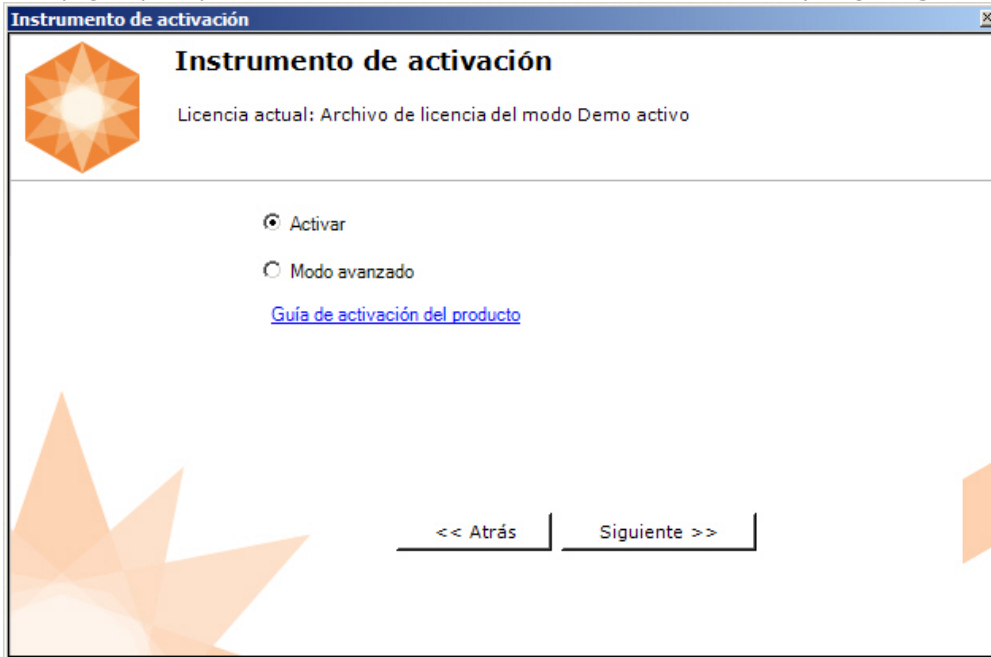 Instrumento de activación
Instrumento de activación
Licencia actual: Archivo de licencia del modo Demo activo
Activar
Modo avanzado
Guía de activación del producto
<< Atrás Siguiente >>